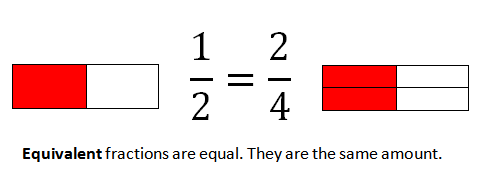 1/2 = 2/4
Equivalent fractions are equal. They are the same amount.